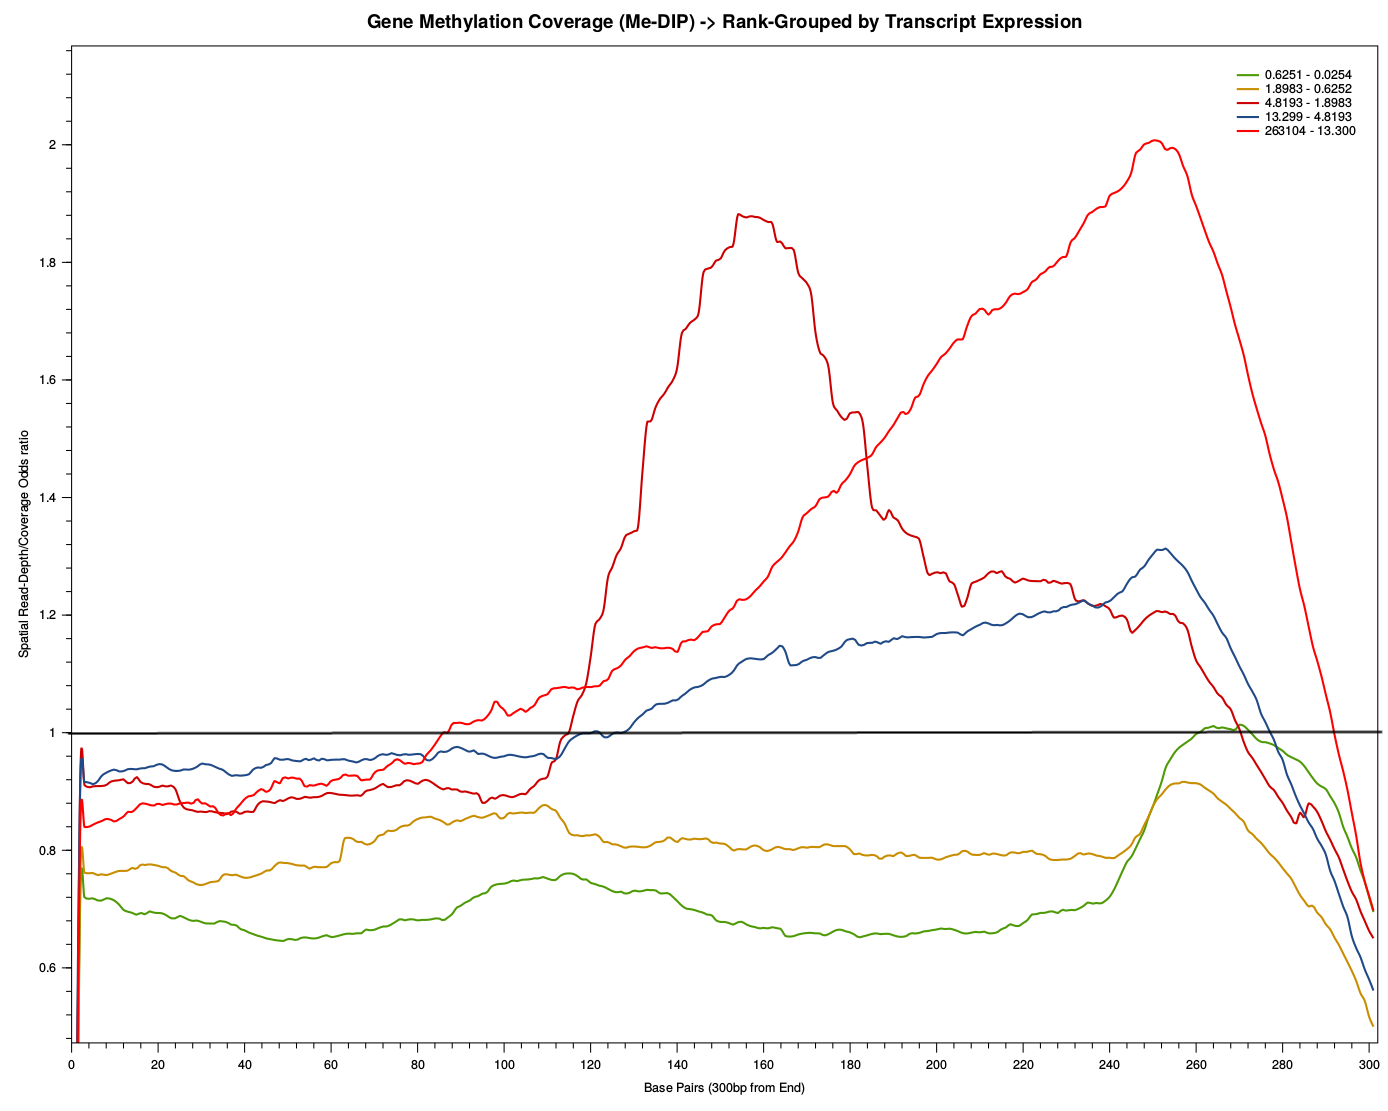 Gene Methylation Coverage (Me-DIP) -> Rank-Grouped by Transcript Expression
0.6251 - 0.0254
1.8983 - 0.6252
4.8193 - 1.8983
13.299 - 4.8193
263104 - 13.300
2
1.8
1.6
1.4
1.2
1
0.8
0.6
Spatial Read-Depth/Coverage Odds ratio
0 20 40 60 80 100 120 140 160 180 200 220 240 260 280 300
Base Pairs (300bp from End)